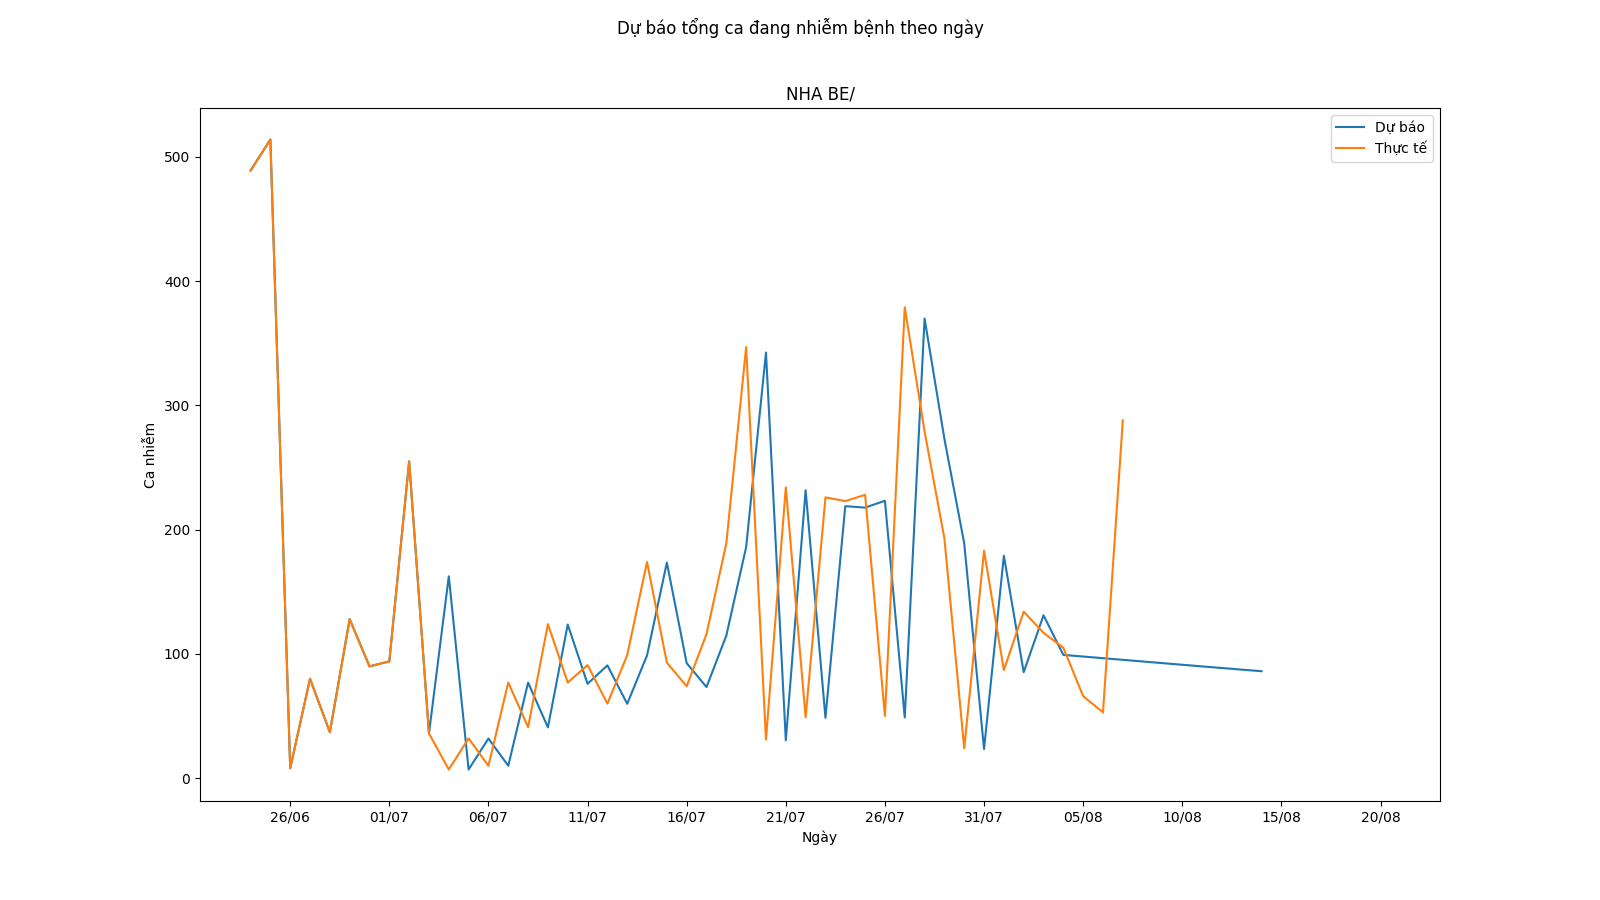 Dự báo tổng ca đang nhiễm bệnh theo ngày
NHA BE/
Dự báo
Thực tế
500
400
300
200
100
0
Ca nhiễm
26/06 01/07 06/07 11/07 16/07 21/07 26/07 31/07 05/08 10/08 15/08 20/08
Ngày